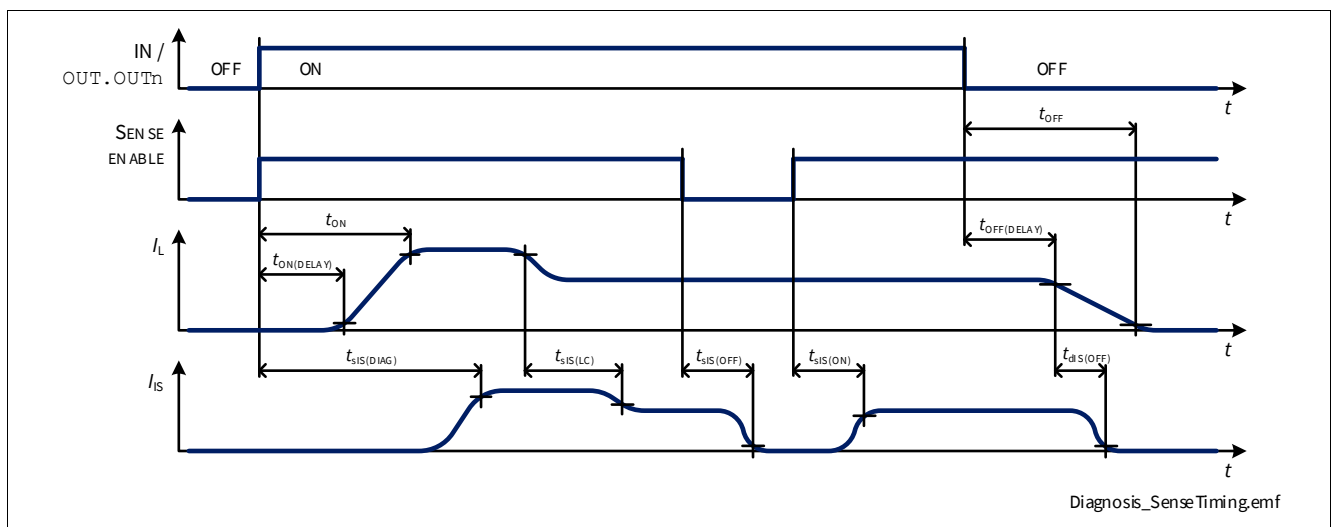 IN /
OUT.OUTn
OFF
ON
OFF
t
tOFF
SENSE
ENABLE
t
tON
tOFF(DELAY)
IL
tON(DELAY)
t
tsIS(DIAG)
tsIS(LC)
tsIS(OFF)
tsIS(ON)
tdIS(OFF)
IIS
t
Diagnosis_SenseTiming.emf